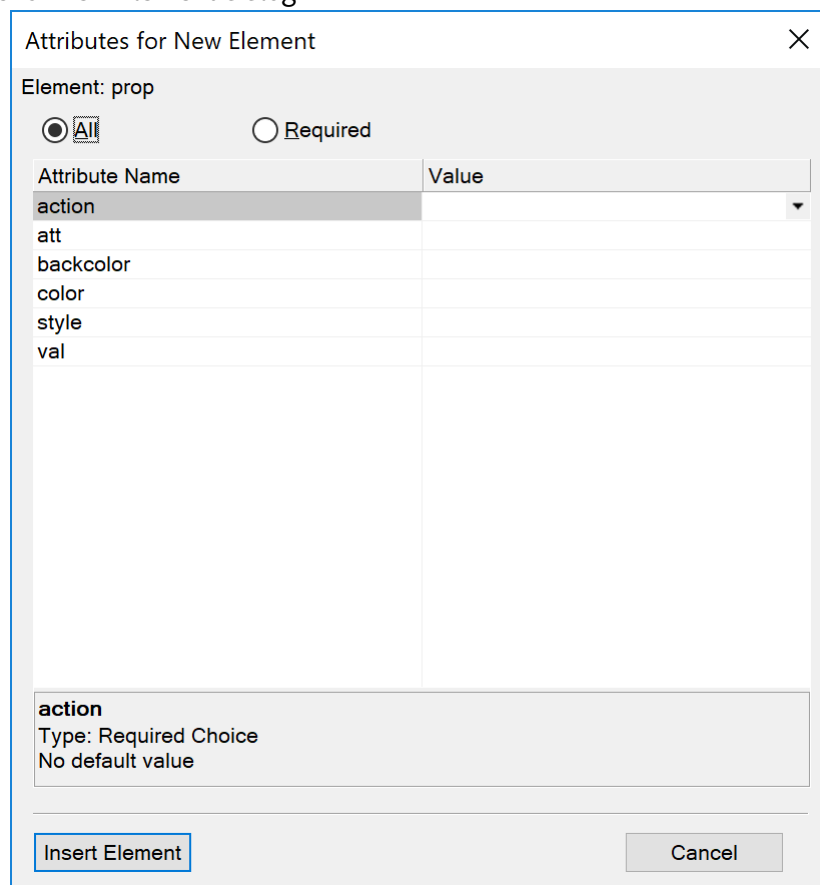 Attributes for New Element
Element: prop
All Required
Attribute Name Value
action
att
backcolor
color
style
val
action
Type: Required Choice
No default value
Insert Element Cancel